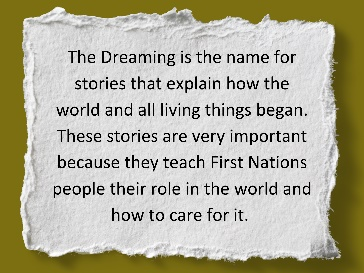 The Dreaming is the name for
stories that explain how the
world and all living things began.
These stories are very important
because they teach First Nations
people their role in the world and
how to care for it.